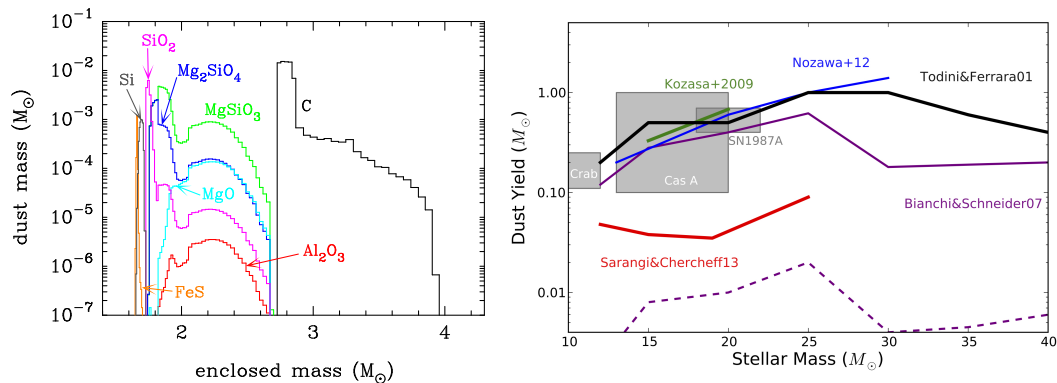 10⁻¹
10⁻²
10⁻³
10⁻⁴
10⁻⁵
10⁻⁶
10⁻⁷
dust mass (M☉)
SiO₂
Si
Mg₂SiO₄
MgSiO₃
C
MgO
Al₂O₃
FeS
2
3
4
enclosed mass (M☉)
1.00
0.10
0.01
Dust Yield (M☉)
Nozawa+12
Todini&Ferrara01
Kozasa+2009
SN1987A
Crab
Cas A
Bianchi&Schneider07
Sarangi&Chercheff13
10
15
20
25
30
35
40
Stellar Mass (M☉)